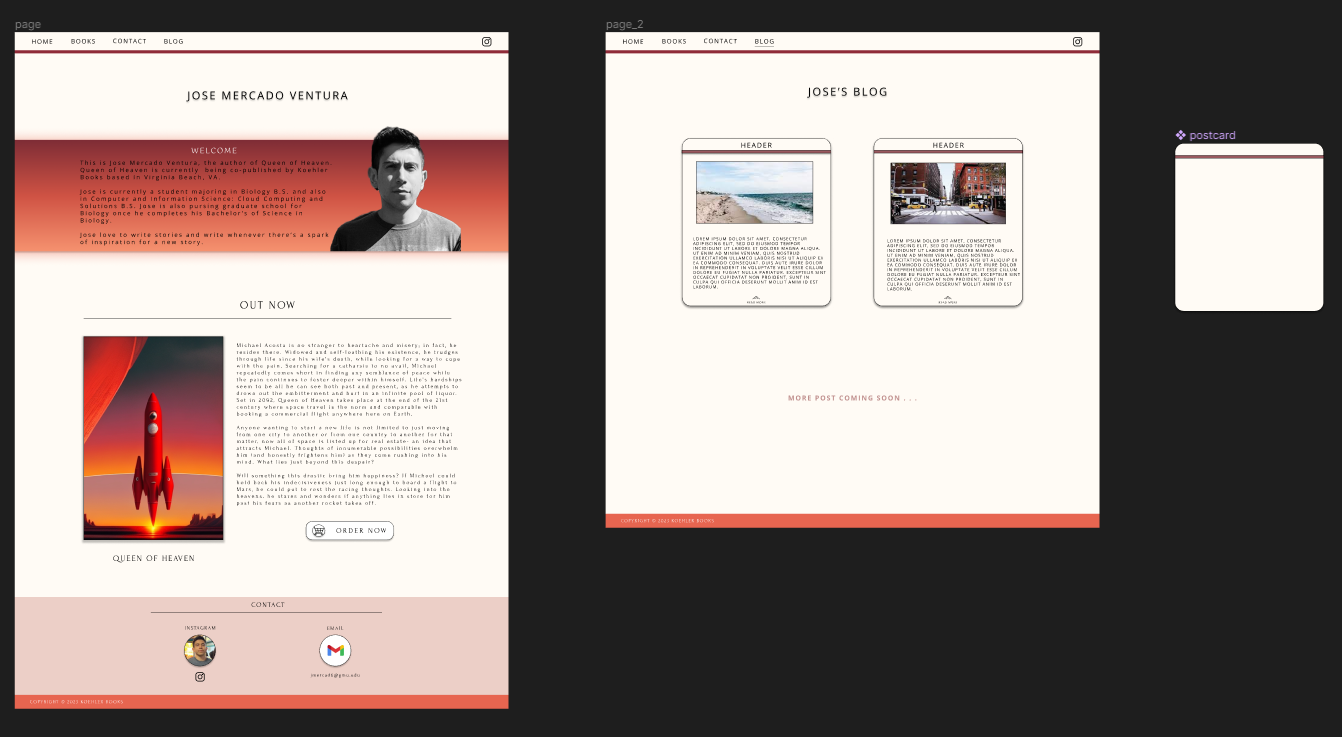 page
HOME BOOKS CONTACT BLOG
JOSE MERCADO VENTURA
WELCOME
This is Jose Mercado Ventura, the author of Queen of Heaven.
Queen of Heaven is currently being co-published by Koehler
Books based in Virginia Beach, VA.
Jose is currently a student majoring in Biology B.S. and also
in Computer and Information Science: Cloud Computing and
Solutions B.S. Jose is also pursing graduate school for
Biology once he completes his Bachelor's of Science in
Biology.
Jose love to write stories and write whenever there's a spark
of inspiration for a new story.
OUT NOW
Michael Acosta is no stranger to heartache and misery; in fact, he
resides there. Widowed and self-loathing his existence, he trudges
through life since his wife's death, while looking for a way to cope
with the pain. Searching for a catharsis to no avail, Michael
repeatedly comes short in finding any semblance of peace while
the pain continues to foster deeper within himself. Life's hardships
seem to be all he can see both past and present, as he attempts to
drown out the embitterment and hurt in an infinite pool of liquor.
Set in 2092, Queen of Heaven takes place at the end of the 21st
century where space travel is the norm and comparable with
booking a commercial flight anywhere here on Earth.
Anyone wanting to start a new life is not limited to just moving
from one city to another or from one country to another for that
matter, now all of space is listed up for real estate- an idea that
attracts Michael. Thoughts of innumerable possibilities overwhelm
him (and honestly frightens him) as they come rushing into his
mind. What lies just beyond this despair?
Will something this drastic bring him happiness? If Michael could
hold back his indecisiveness just long enough to board a flight to
Mars, he could put to rest the racing thoughts. Looking into the
heavens, he stares and wonders if anything lies in store for him
past his fears as another rocket takes off.
ORDER NOW
QUEEN OF HEAVEN
CONTACT
INSTAGRAM
EMAIL
COPYRIGHT © 2023 KOEHLER BOOKS
page_2
HOME BOOKS CONTACT BLOG
JOSE'S BLOG
HEADER
LOREM IPSUM DOLOR SIT AMET, CONSECTETUR
ADIPISCING ELIT, SED DO EIUSMOD TEMPOR
INCIDIDUNT UT LABORE ET DOLORE MAGNA ALIQUA.
UT ENIM AD MINIM VENIAM, QUIS NOSTRUD
EXERCITATION ULLAMCO LABORIS NISI UT ALIQUIP EX
EA COMMODO CONSEQUAT. DUIS AUTE IRURE DOLOR
IN REPREHENDERIT IN VOLUPTATE VELIT ESSE CILLUM
DOLORE EU FUGIAT NULLA PARIATUR. EXCEPTEUR SINT
OCCAECAT CUPIDATAT NON PROIDENT, SUNT IN
CULPA QUI OFFICIA DESERUNT MOLLIT ANIM ID EST
LABORUM.
READ MORE
HEADER
LOREM IPSUM DOLOR SIT AMET, CONSECTETUR
ADIPISCING ELIT, SED DO EIUSMOD TEMPOR
INCIDIDUNT UT LABORE ET DOLORE MAGNA ALIQUA.
UT ENIM AD MINIM VENIAM, QUIS NOSTRUD
EXERCITATION ULLAMCO LABORIS NISI UT ALIQUIP EX
EA COMMODO CONSEQUAT. DUIS AUTE IRURE DOLOR
IN REPREHENDERIT IN VOLUPTATE VELIT ESSE CILLUM
DOLORE EU FUGIAT NULLA PARIATUR. EXCEPTEUR SINT
OCCAECAT CUPIDATAT NON PROIDENT, SUNT IN
CULPA QUI OFFICIA DESERUNT MOLLIT ANIM ID EST
LABORUM.
READ MORE
MORE POST COMING SOON . . .
COPYRIGHT © 2023 KOEHLER BOOKS
postcard